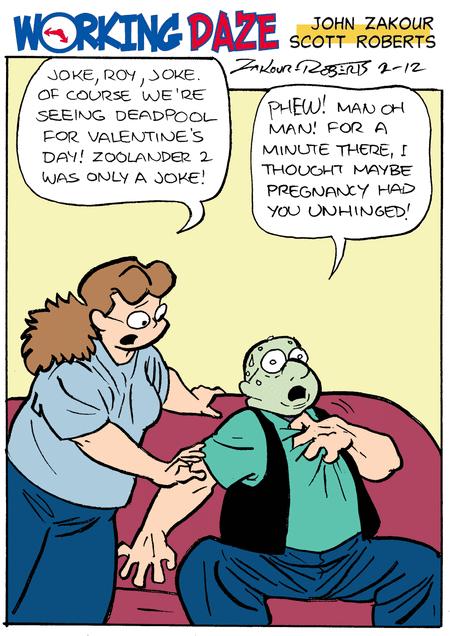 WORKING DAZE
JOHN ZAKOUR
SCOTT ROBERTS
ZAKOUR-ROBERTS 2-12
JOKE, ROY, JOKE.
OF COURSE WE'RE
SEEING DEADPOOL
FOR VALENTINE'S
DAY! ZOOLANDER 2
WAS ONLY A JOKE!
PHEW! MAN OH
MAN! FOR A
MINUTE THERE, I
THOUGHT MAYBE
PREGNANCY HAD
YOU UNHINGED!